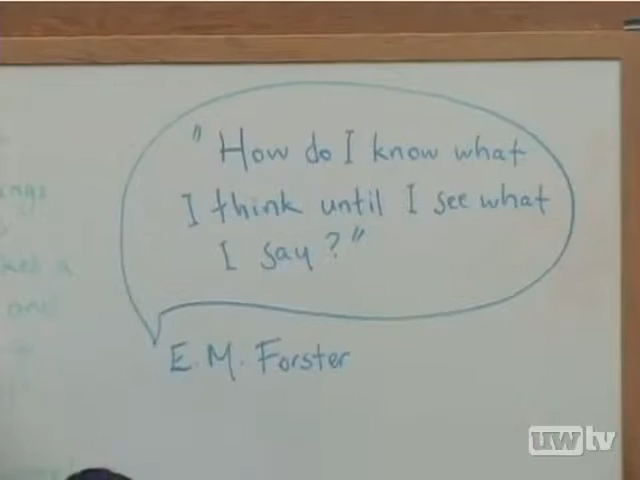 "How do I know what
I think until I see what
I say?"
E.M. Forster
uwtv